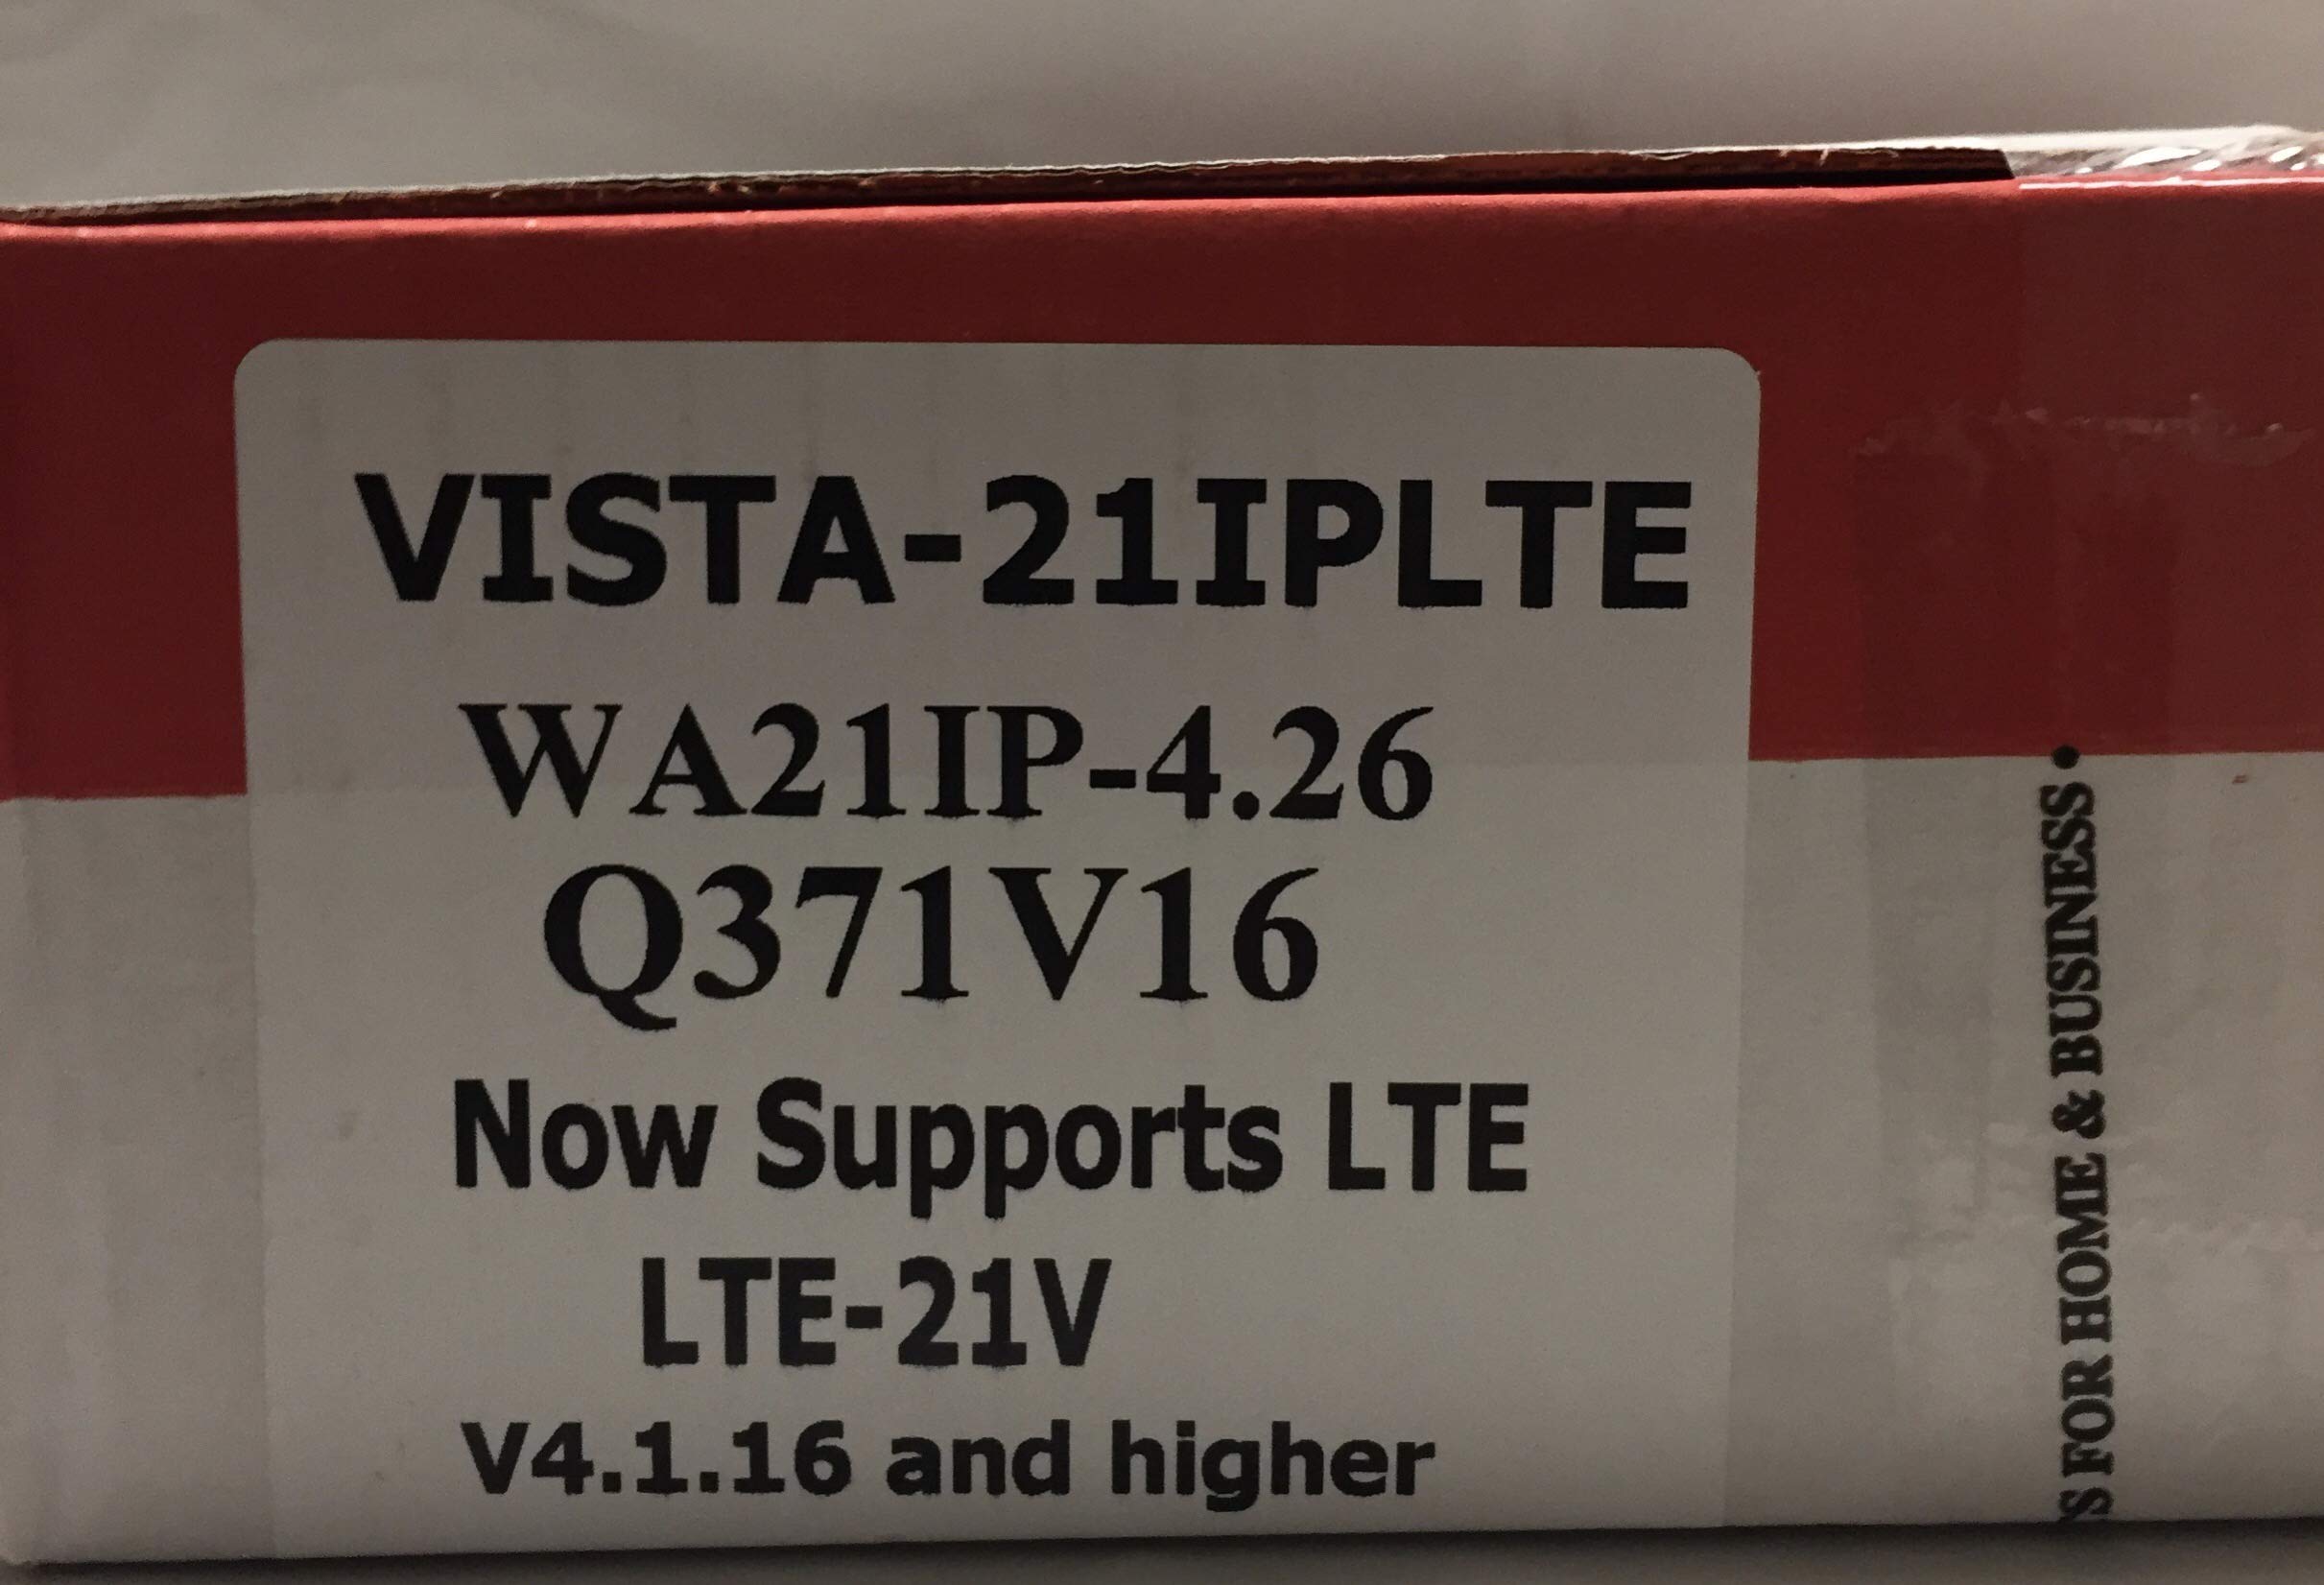 VISTA-21IPLTE
WA21IP-4.26
Q371V16
Now Supports LTE
LTE-21V
V4.1.16 and higher
S FOR HOME & BUSINESS •